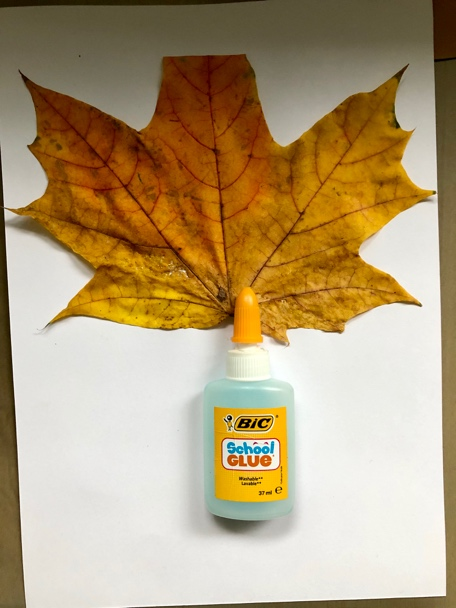 BIC
School
GLUE
Washable**
Lavable**
37 ml e